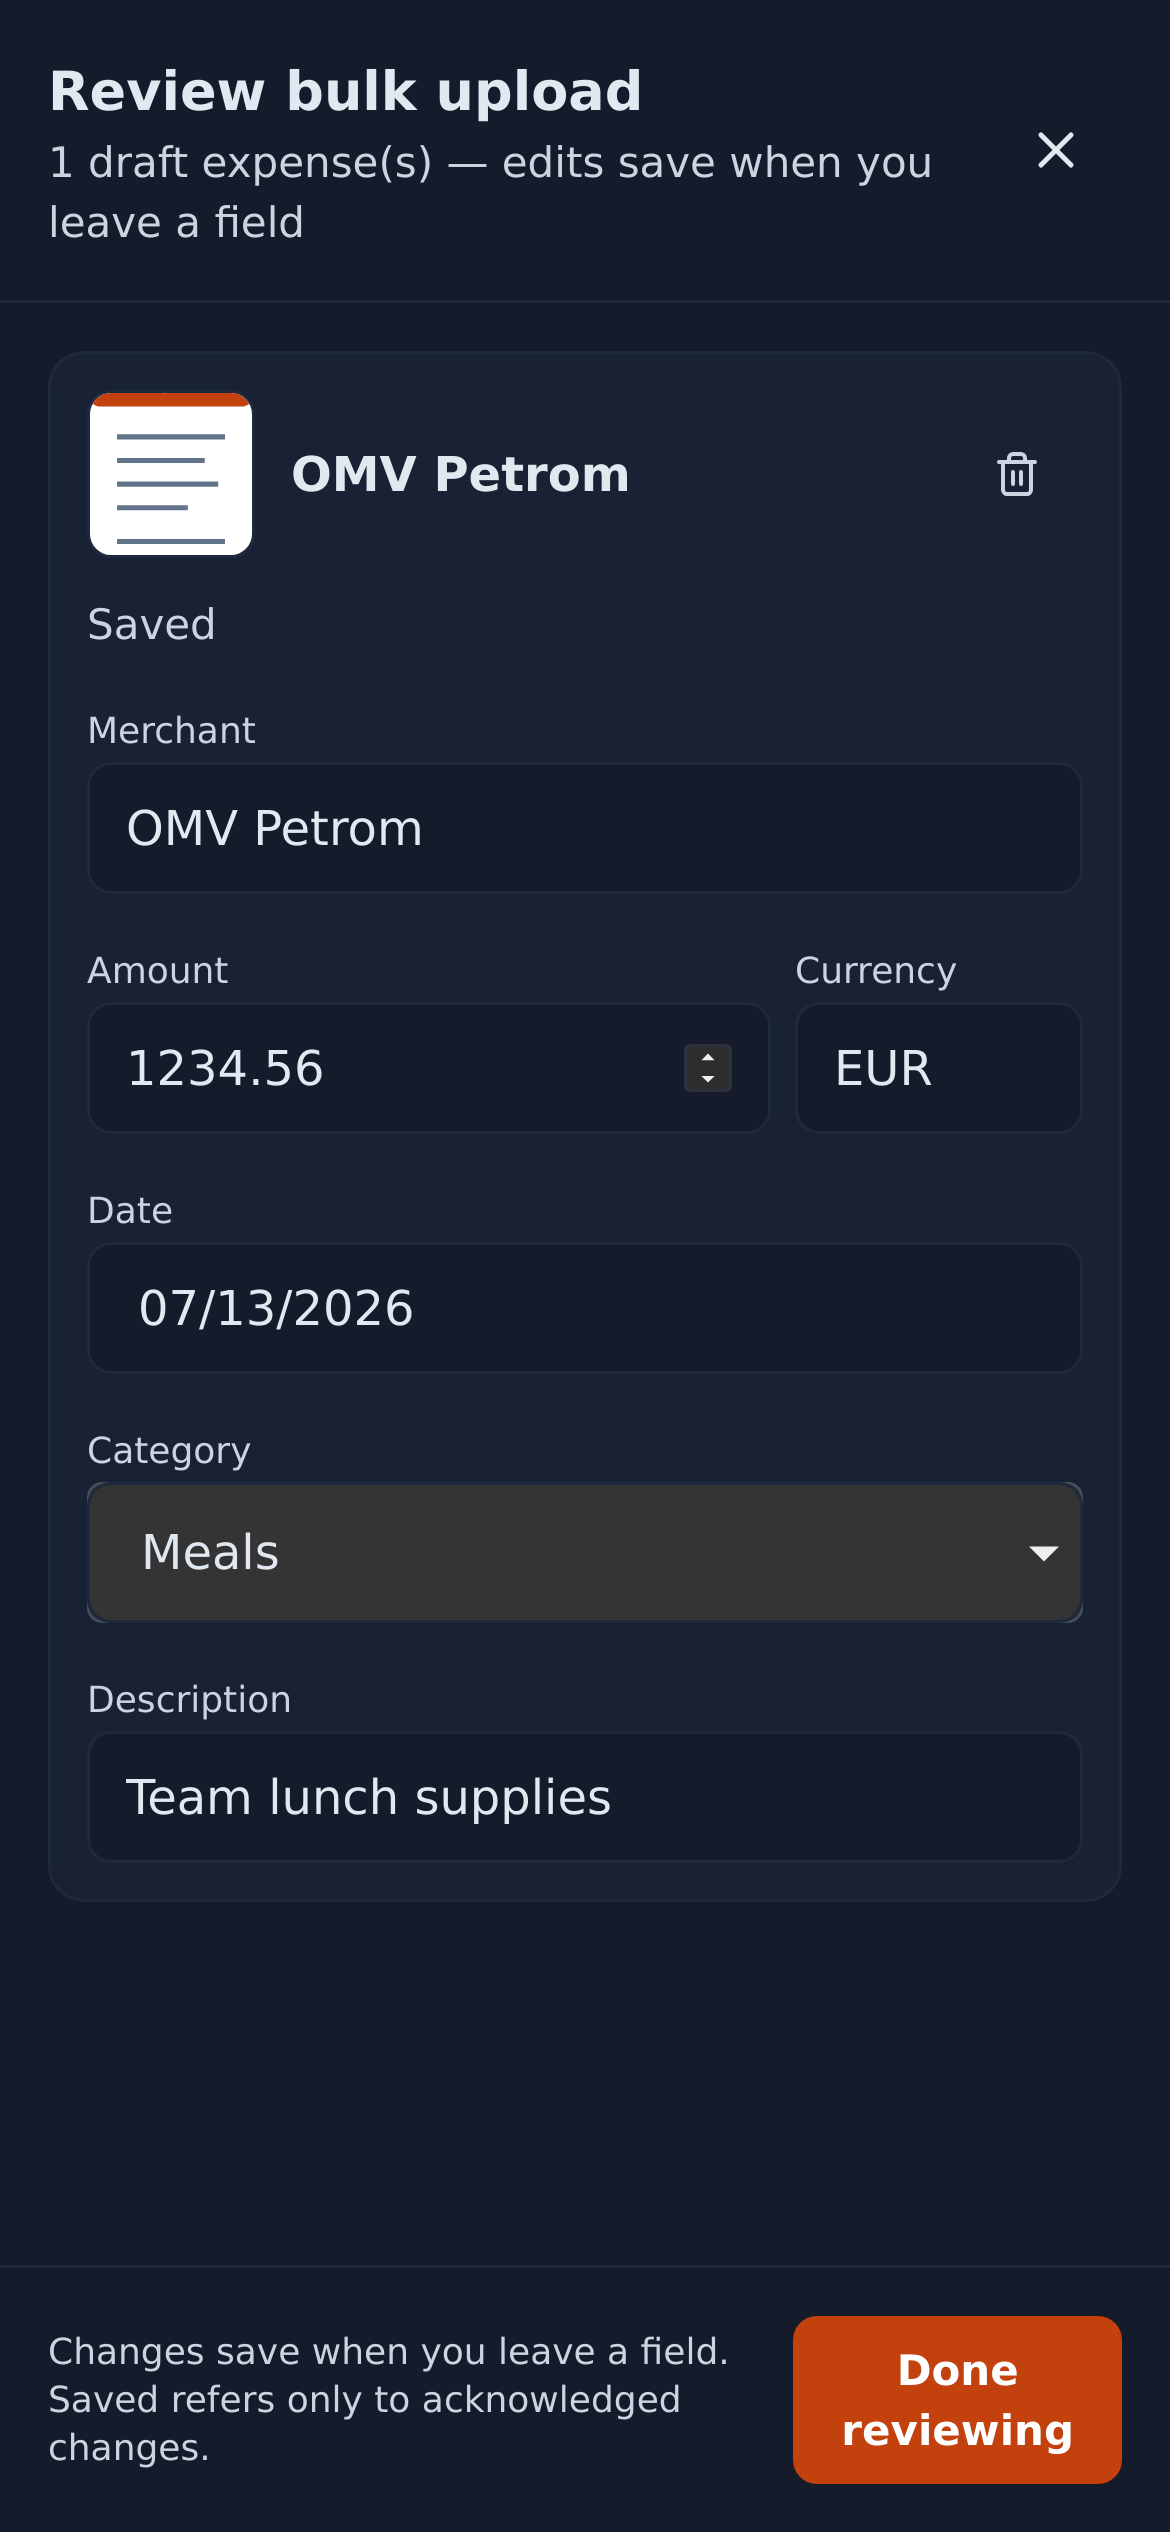 Review bulk upload
1 draft expense(s) — edits save when you
leave a field
OMV Petrom
Saved
Merchant
OMV Petrom
Amount
Currency
1234.56
EUR
Date
07/13/2026
Category
Meals
Description
Team lunch supplies
Changes save when you leave a field.
Saved refers only to acknowledged
changes.
Done
reviewing